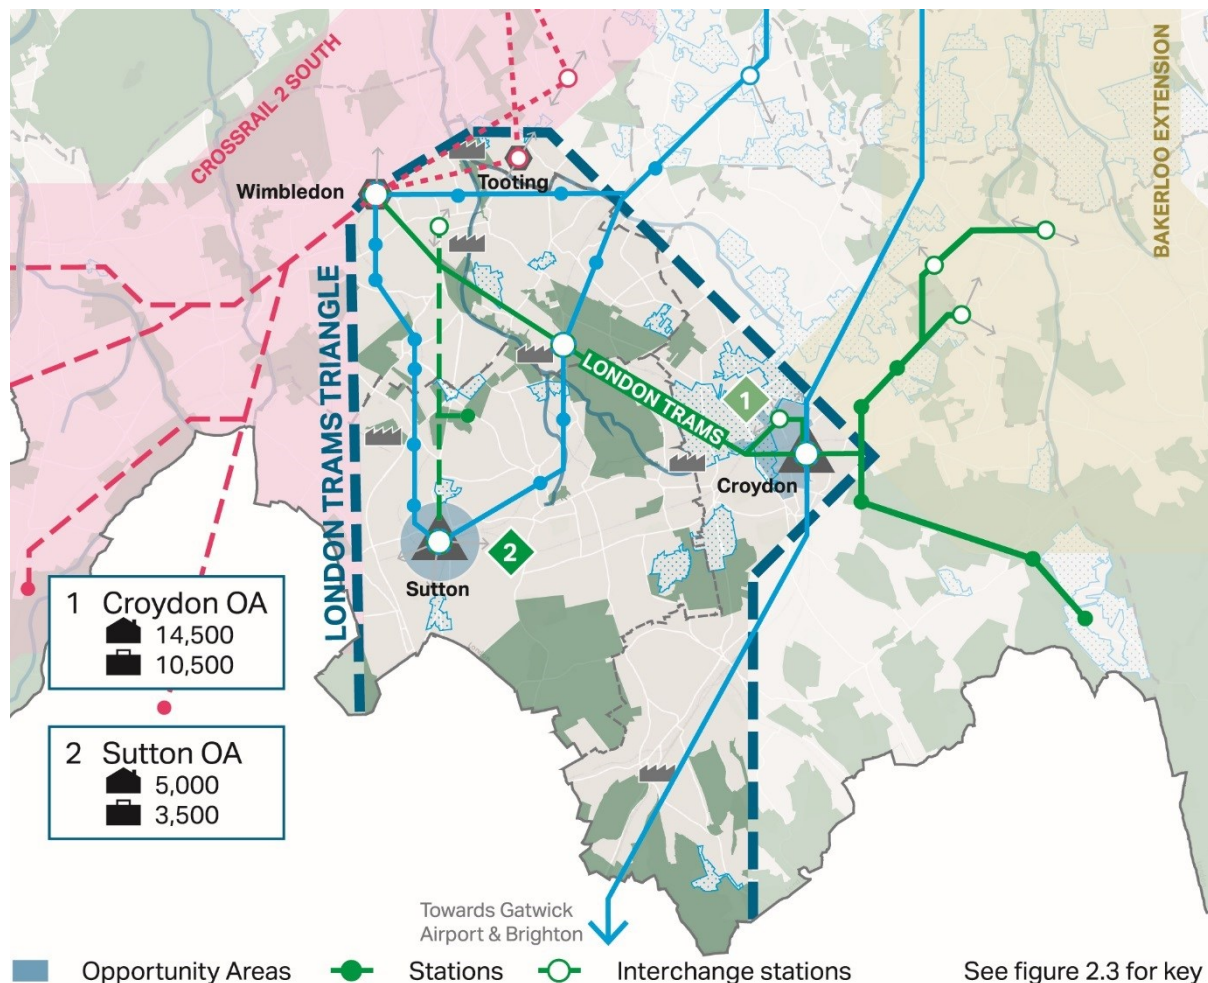 CROSSRAIL 2 SOUTH
BAKERLOO EXTENSION
Wimbledon
Tooting
LONDON TRAMS TRIANGLE
LONDON TRAMS
1
Croydon
2
Sutton
1 Croydon OA
14,500
10,500
2 Sutton OA
5,000
3,500
Towards Gatwick
Airport & Brighton
Opportunity Areas
Stations
Interchange stations
See figure 2.3 for key